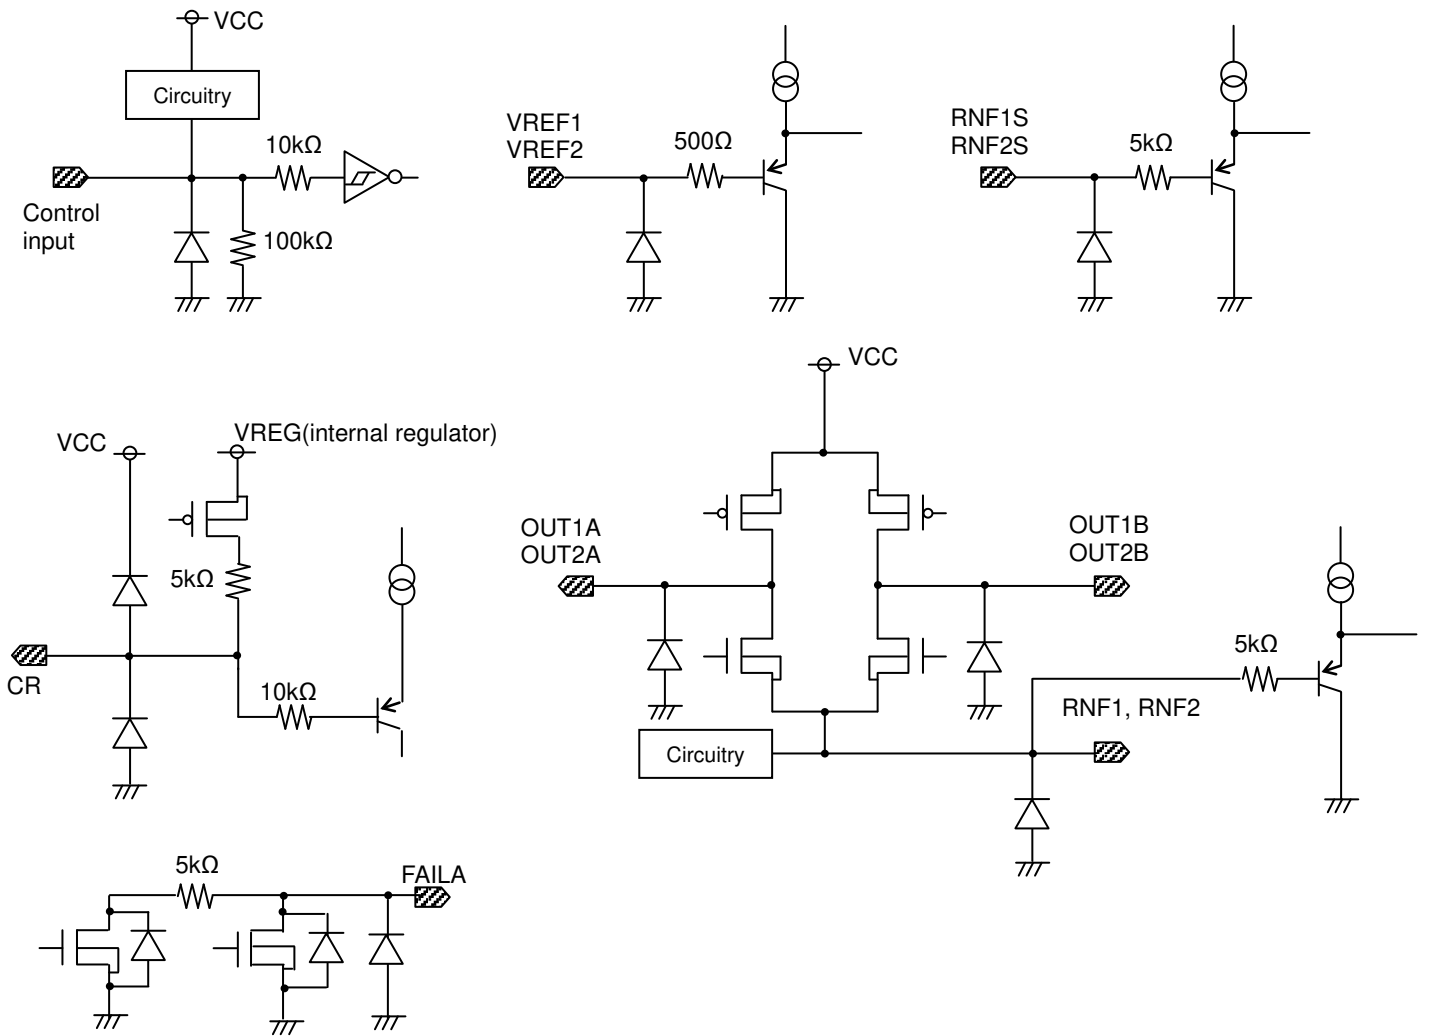 VCC
Circuitry
10kΩ
Control
input
100kΩ
VREF1
VREF2
500Ω
RNF1S
RNF2S
5kΩ
VCC
VREG(internal regulator)
5kΩ
CR
10kΩ
VCC
OUT1A
OUT2A
OUT1B
OUT2B
5kΩ
RNF1, RNF2
Circuitry
5kΩ
FAILA